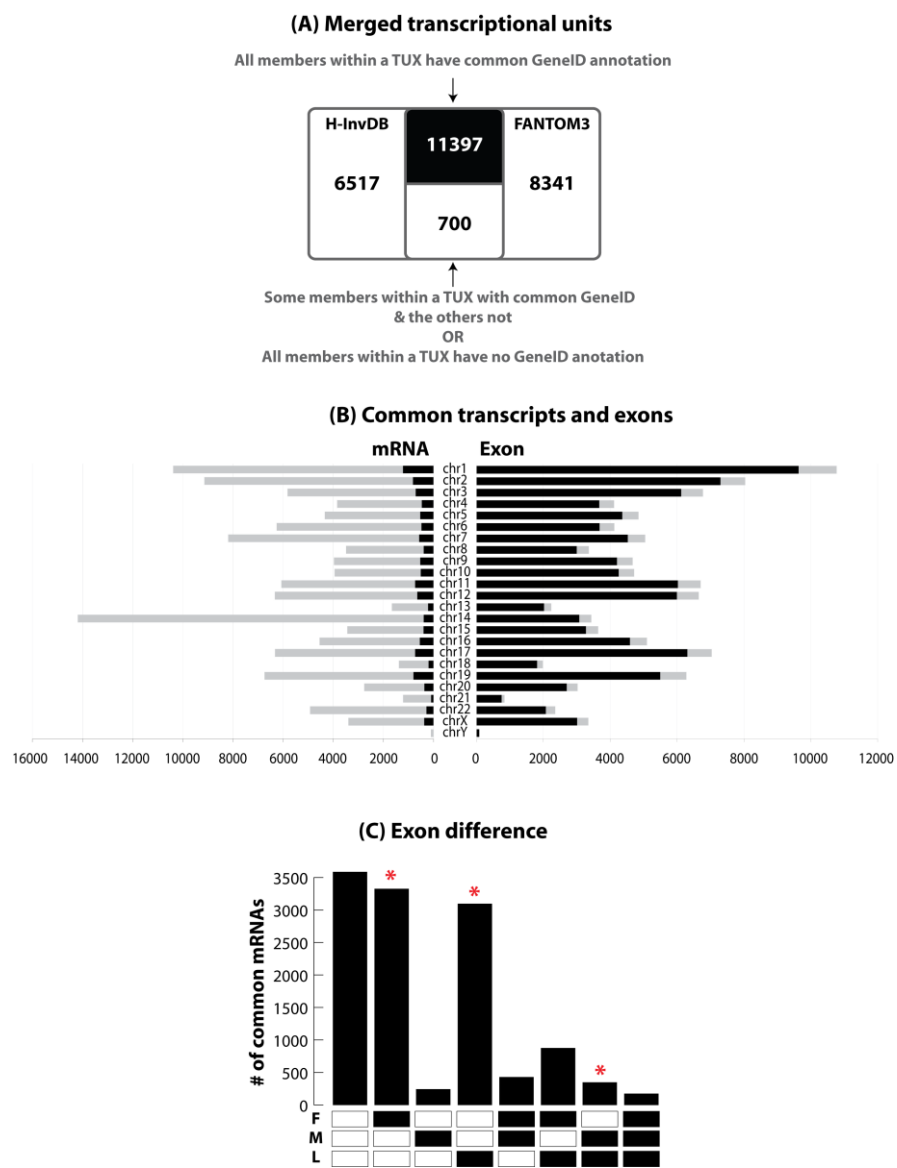 (A) Merged transcriptional units
All members within a TUX have common GeneID annotation
H-InvDB
FANTOM3
11397
6517
8341
700
Some members within a TUX with common GeneID
& the others not
OR
All members within a TUX have no GeneID anotation
(B) Common transcripts and exons
mRNA
Exon
chr1
chr2
chr3
chr4
chr5
chr6
chr7
chr8
chr9
chr10
chr11
chr12
chr13
chr14
chr15
chr16
chr17
chr18
chr19
chr20
chr21
chr22
chrX
chrY
16000 14000 12000 10000 8000 6000 4000 2000 0
0 2000 4000 6000 8000 10000 12000
(C) Exon difference
# of common mRNAs
3500
3000
2500
2000
1500
1000
500
0
* * *
F
M
L